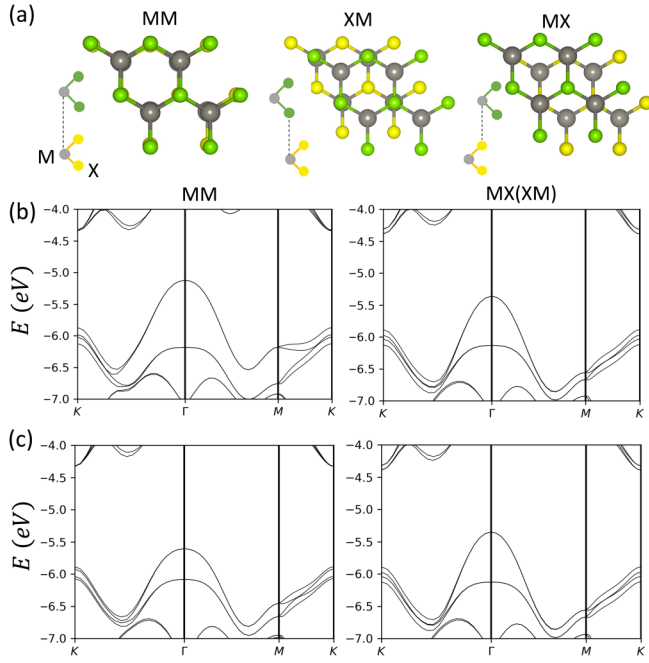 (a) MM XM MX
M X
(b) MM MX(XM)
E (eV)
−4.0 −4.0
−4.5 −4.5
−5.0 −5.0
−5.5 −5.5
−6.0 −6.0
−6.5 −6.5
−7.0 −7.0
K Γ M K K Γ M K
(c)
E (eV)
−4.0 −4.0
−4.5 −4.5
−5.0 −5.0
−5.5 −5.5
−6.0 −6.0
−6.5 −6.5
−7.0 −7.0
K Γ M K K Γ M K